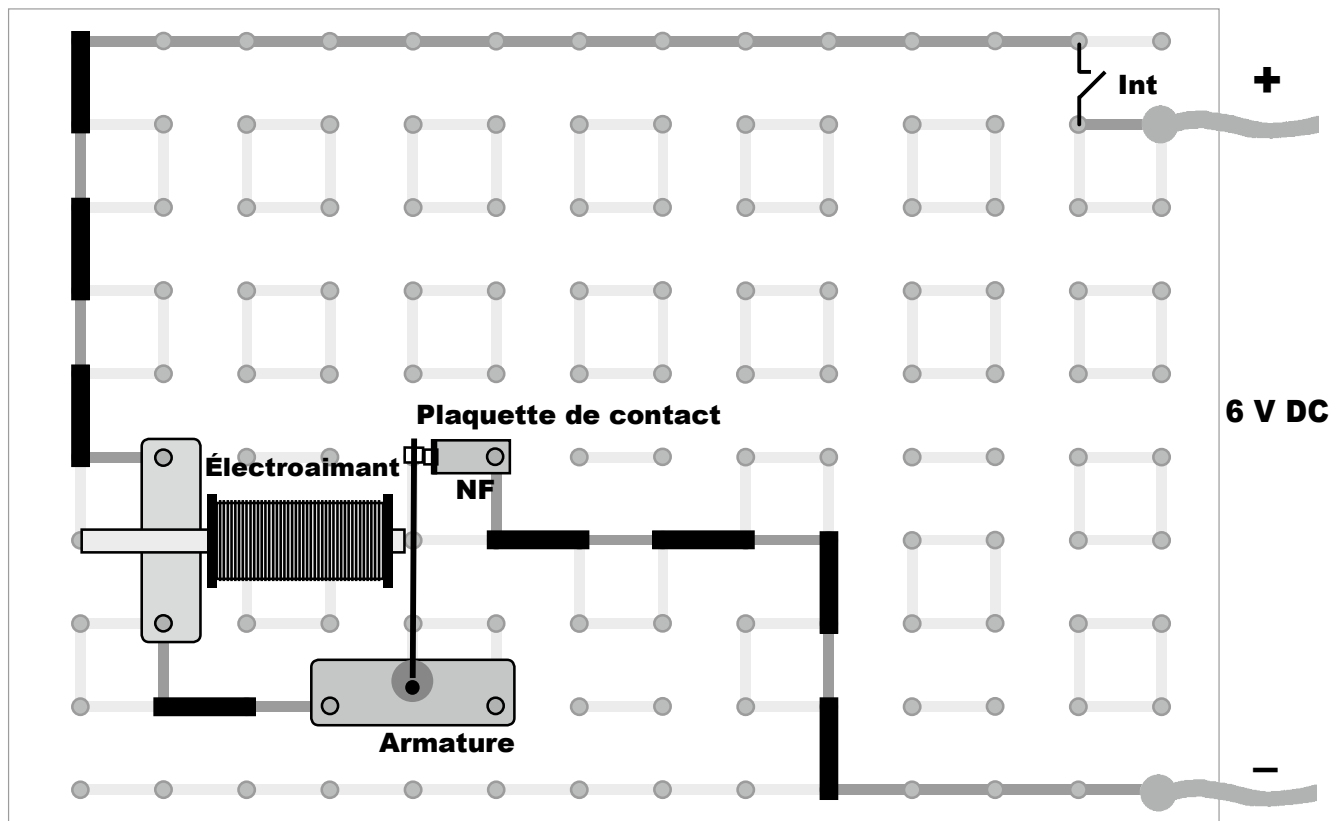 Int
+
6 V DC
Plaquette de contact
Électroaimant
NF
Armature
–